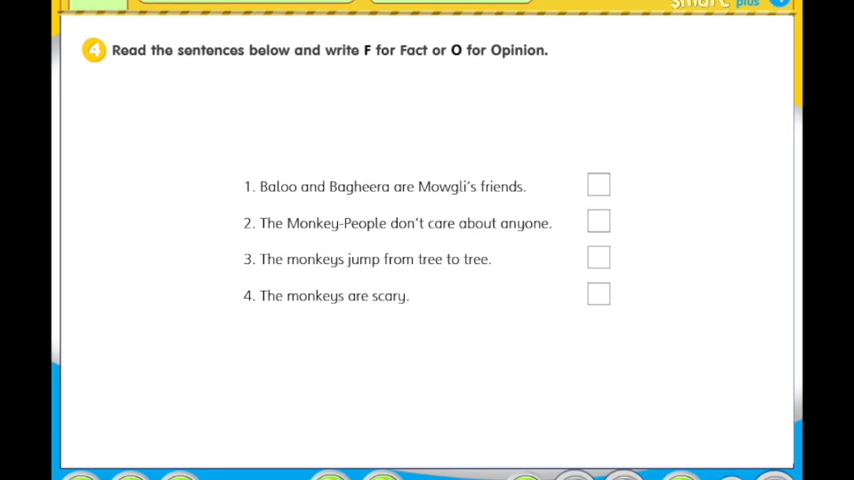 smart plus
4 Read the sentences below and write F for Fact or O for Opinion.
1. Baloo and Bagheera are Mowgli's friends.
2. The Monkey-People don't care about anyone.
3. The monkeys jump from tree to tree.
4. The monkeys are scary.